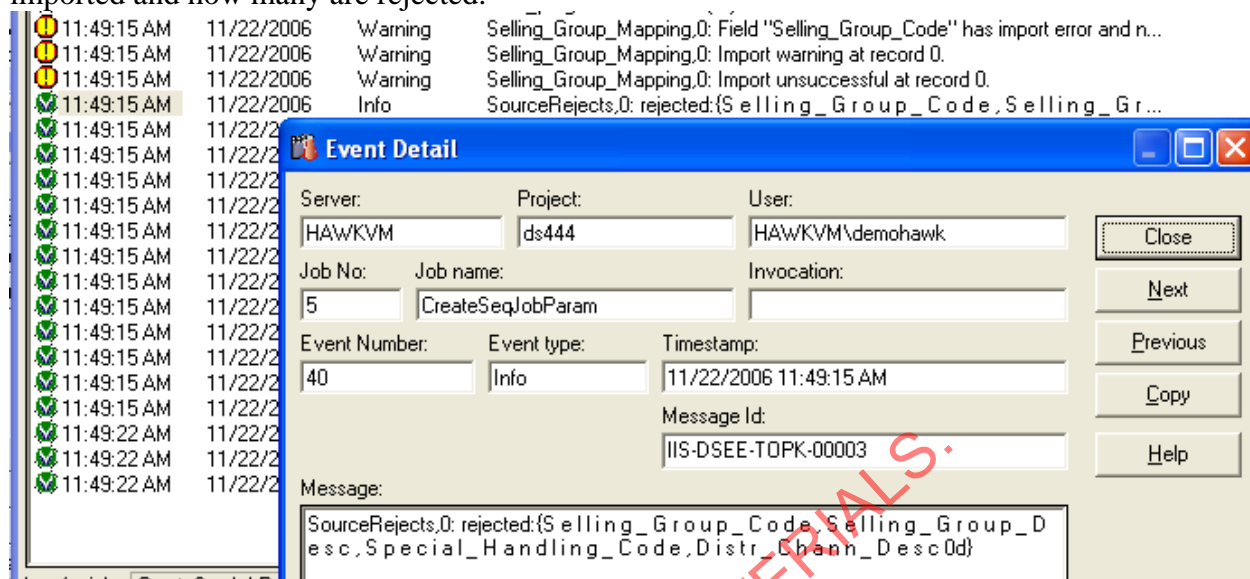 imported and how many are rejected.
11:49:15 AM 11/22/2006 Warning Selling_Group_Mapping,0: Field "Selling_Group_Code" has import error and n...
11:49:15 AM 11/22/2006 Warning Selling_Group_Mapping,0: Import warning at record 0.
11:49:15 AM 11/22/2006 Warning Selling_Group_Mapping,0: Import unsuccessful at record 0.
11:49:15 AM 11/22/2006 Info SourceRejects,0: rejected:{S e l l i n g _ G r o u p _ C o d e , S e l l i n g _ G r ...
11:49:15 AM 11/22/2
11:49:15 AM 11/22/2
11:49:15 AM 11/22/2
11:49:15 AM 11/22/2
11:49:15 AM 11/22/2
11:49:15 AM 11/22/2
11:49:15 AM 11/22/2
11:49:15 AM 11/22/2
11:49:15 AM 11/22/2
11:49:15 AM 11/22/2
11:49:15 AM 11/22/2
11:49:15 AM 11/22/2
11:49:22 AM 11/22/2
11:49:22 AM 11/22/2
11:49:22 AM 11/22/2
Event Detail
Server: Project: User:
HAWKVM ds444 HAWKVM\demohawk
Close
Job No: Job name: Invocation:
5 CreateSeqJobParam
Next
Event Number: Event type: Timestamp:
40 Info 11/22/2006 11:49:15 AM
Previous
Copy
Message Id:
IIS-DSEE-TOPK-00003
Help
Message:
SourceRejects,0: rejected:{S e l l i n g _ G r o u p _ C o d e , S e l l i n g _ G r o u p _ D
e s c , S p e c i a l _ H a n d l i n g _ C o d e , D i s t r _ C h a n n _ D e s c 0d}
ERIALS.